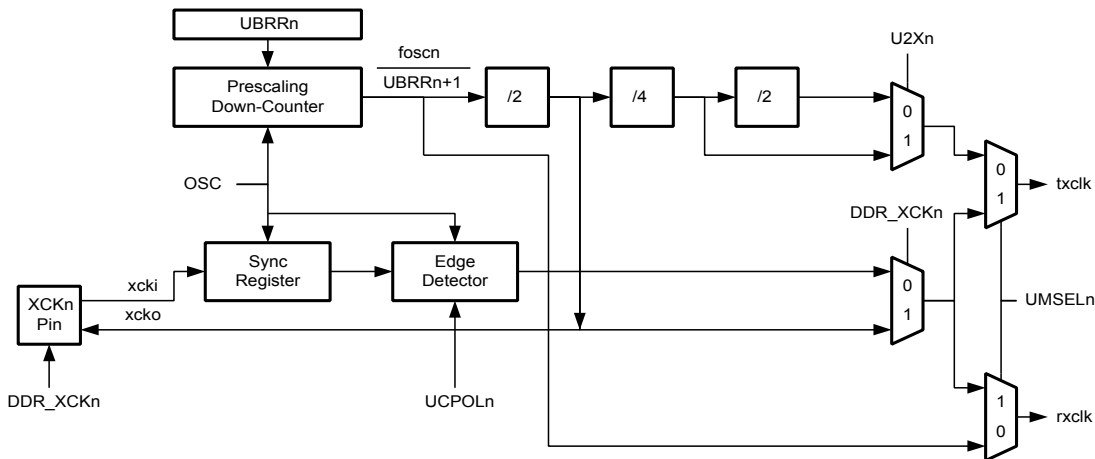 UBRRn
U2Xn
foscn
UBRRn+1
Prescaling
Down-Counter
/2
/4
/2
0
1
OSC
0
1
txclk
DDR_XCKn
Sync
Register
Edge
Detector
xcki
0
1
XCKn
Pin
xcko
UMSELn
DDR_XCKn
UCPOLn
1
0
rxclk